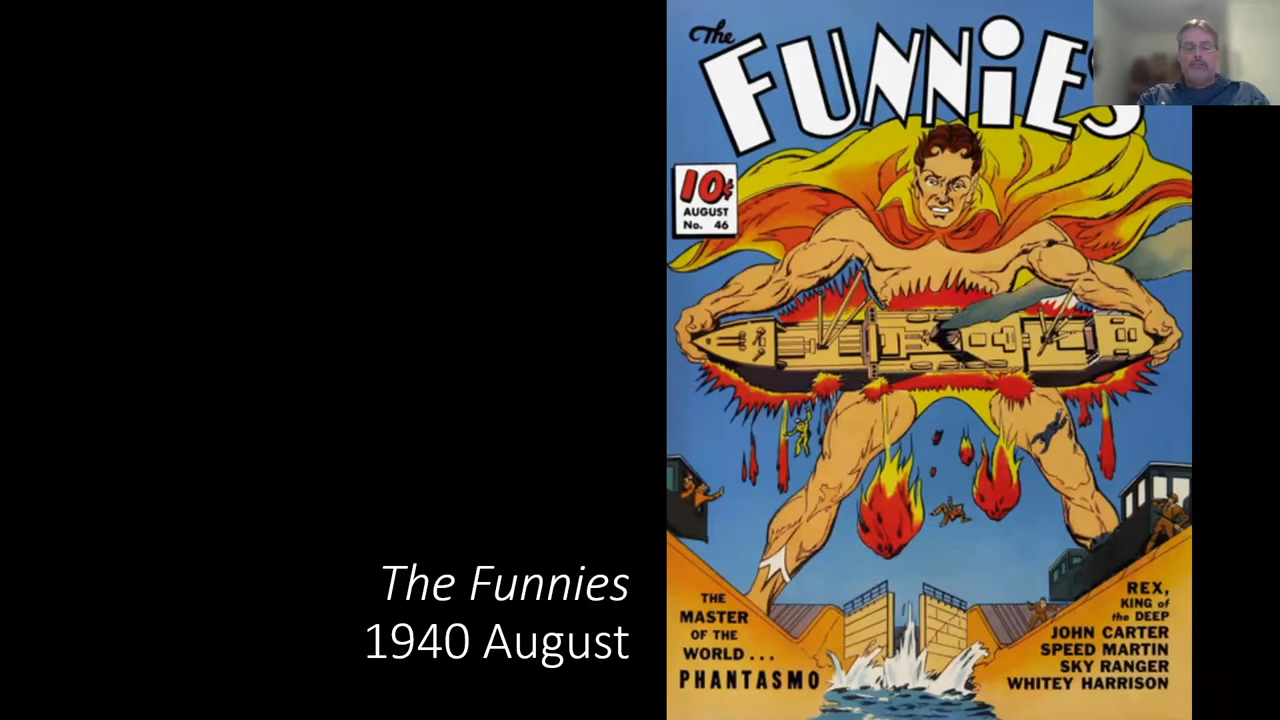 The Funnies
1940 August
The
FUNNiES
10¢
AUGUST
No. 46
THE
MASTER
OF THE
WORLD...
PHANTASMO
REX,
KING of
the DEEP
JOHN CARTER
SPEED MARTIN
SKY RANGER
WHITEY HARRISON